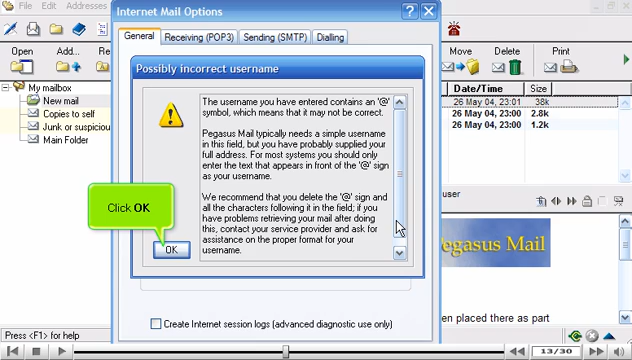 File Edit Addresses
Internet Mail Options
General Receiving (POP3) Sending (SMTP) Dialling
Open Add... Move Delete Print
Possibly incorrect username
My mailbox
New mail
Copies to self
Junk or suspiciou
Main Folder
Date/Time Size
26 May 04, 23:01 38k
26 May 04, 23:00 2.8k
26 May 04, 23:00 1.2k
The username you have entered contains an '@'
symbol, which means that it may not be correct.
Pegasus Mail typically needs a simple username
in this field, but you have probably supplied your
full address. For most systems you should only
enter the text that appears in front of the '@' sign
as your username.
We recommend that you delete the '@' sign and
all the characters following it in the field; if you
have problems retrieving your mail after doing
this, contact your service provider and ask for
assistance on the proper format for your
username.
Click OK
OK
user
Pegasus Mail
en placed there as part
Create Internet session logs (advanced diagnostic use only)
Press <F1> for help
13/30